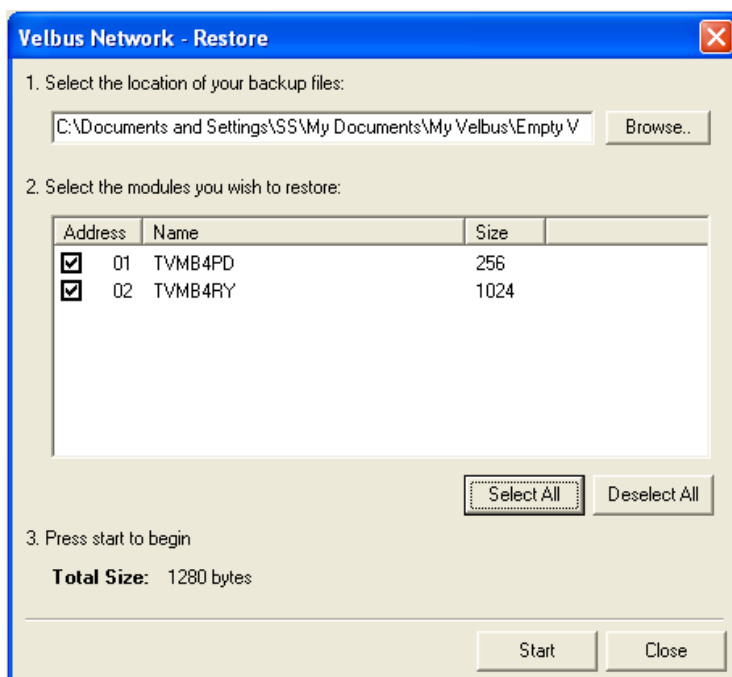 Velbus Network - Restore
1. Select the location of your backup files:
C:\Documents and Settings\SS\My Documents\My Velbus\Empty V
Browse..
2. Select the modules you wish to restore:
Address Name Size
01 TVMB4PD 256
02 TVMB4RY 1024
Select All Deselect All
3. Press start to begin
Total Size: 1280 bytes
Start Close